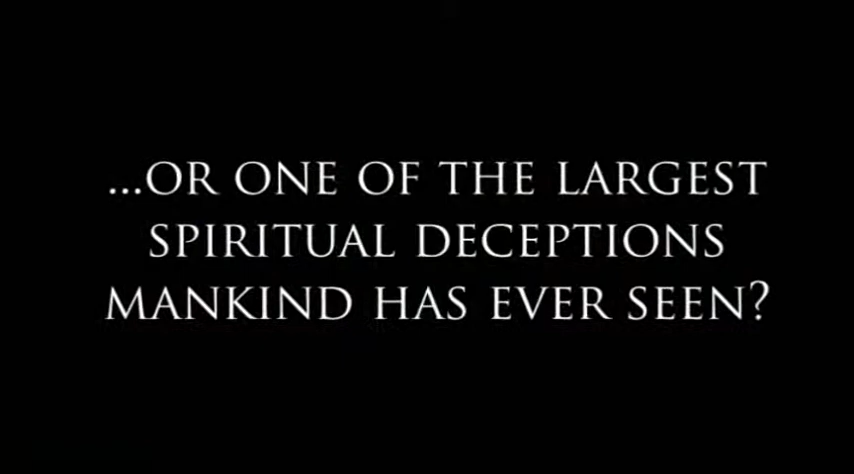 ...OR ONE OF THE LARGEST
SPIRITUAL DECEPTIONS
MANKIND HAS EVER SEEN?